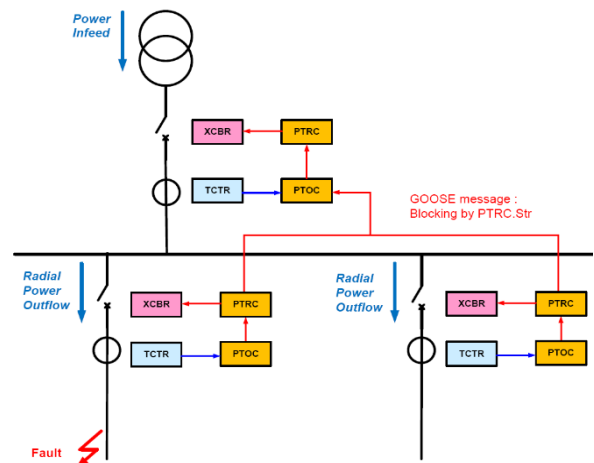 Power
Infeed
XCBR
PTRC
TCTR
PTOC
GOOSE message :
Blocking by PTRC.Str
Radial
Power
Outflow
XCBR
PTRC
TCTR
PTOC
Radial
Power
Outflow
XCBR
PTRC
TCTR
PTOC
Fault